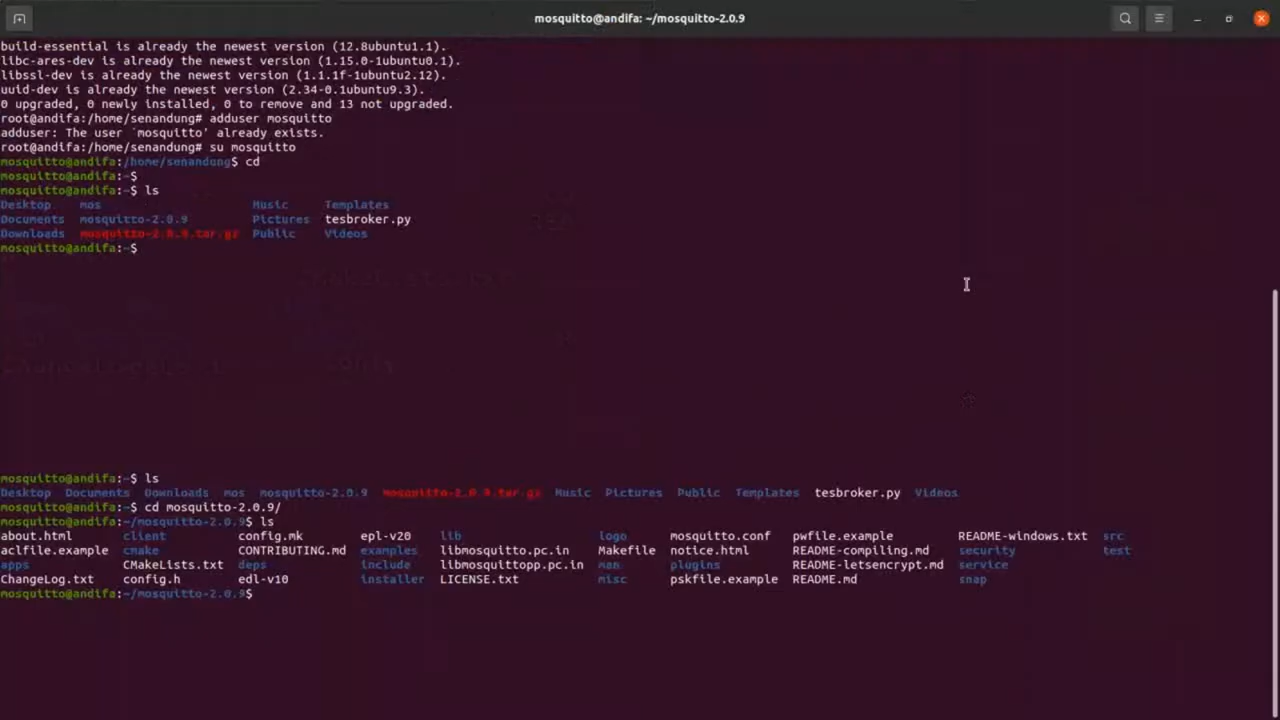 mosquitto@andifa: ~/mosquitto-2.0.9
build-essential is already the newest version (12.8ubuntu1.1).
libc-ares-dev is already the newest version (1.15.0-1ubuntu0.1).
libssl-dev is already the newest version (1.1.1f-1ubuntu2.12).
uuid-dev is already the newest version (2.34-0.1ubuntu9.3).
0 upgraded, 0 newly installed, 0 to remove and 13 not upgraded.
root@andifa:/home/senandung# adduser mosquitto
adduser: The user `mosquitto' already exists.
root@andifa:/home/senandung# su mosquitto
mosquitto@andifa:/home/senandung$ cd
mosquitto@andifa:~$
mosquitto@andifa:~$ ls
Desktop mos Music Templates
Documents mosquitto-2.0.9 Pictures tesbroker.py
Downloads mosquitto-2.0.9.tar.gz Public Videos
mosquitto@andifa:~$
mosquitto@andifa:~$ ls
Desktop Documents Downloads mos mosquitto-2.0.9 mosquitto-2.0.9.tar.gz Music Pictures Public Templates tesbroker.py Videos
mosquitto@andifa:~$ cd mosquitto-2.0.9/
mosquitto@andifa:~/mosquitto-2.0.9$ ls
about.html client config.mk epl-v20 lib logo mosquitto.conf pwfile.example README-windows.txt src
aclfile.example cmake CONTRIBUTING.md examples libmosquitto.pc.in Makefile notice.html README-compiling.md security test
apps CMakeLists.txt deps include libmosquittopp.pc.in man plugins README-letsencrypt.md service
ChangeLog.txt config.h edl-v10 installer LICENSE.txt misc pskfile.example README.md snap
mosquitto@andifa:~/mosquitto-2.0.9$